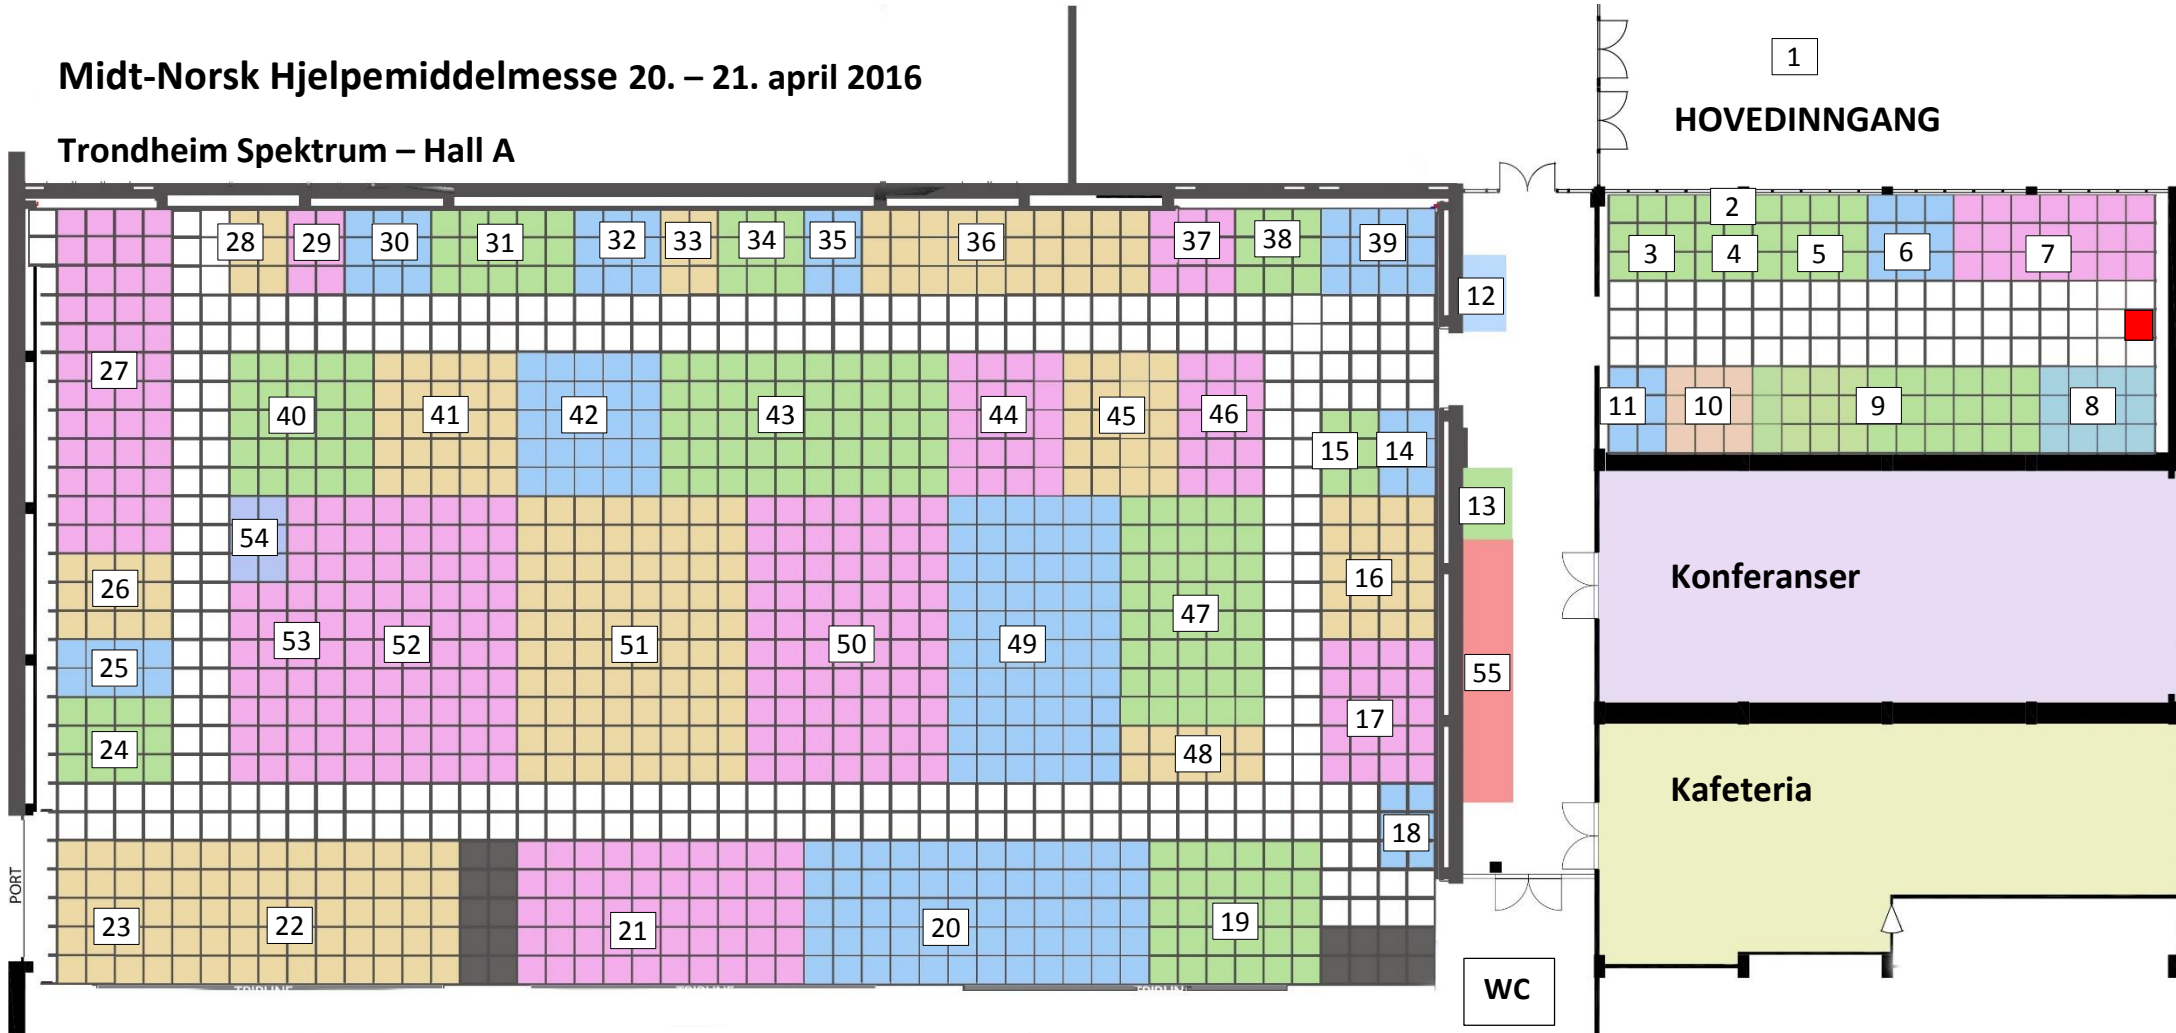 Midt-Norsk Hjelpemiddelmesse 20. – 21. april 2016
Trondheim Spektrum – Hall A
1
HOVEDINNGANG
2
3 4 5 6 7
28 29 30 31 32 33 34 35 36 37 38 39
12
27
40 41 42 43 44 45 46
11 10 9 8
15 14
13
54
26
16
Konferanser
47
53 52 51 50 49
25
55
17
24
48
Kafeteria
18
PORT
23 22 21 20 19
WC
TRIBUNE